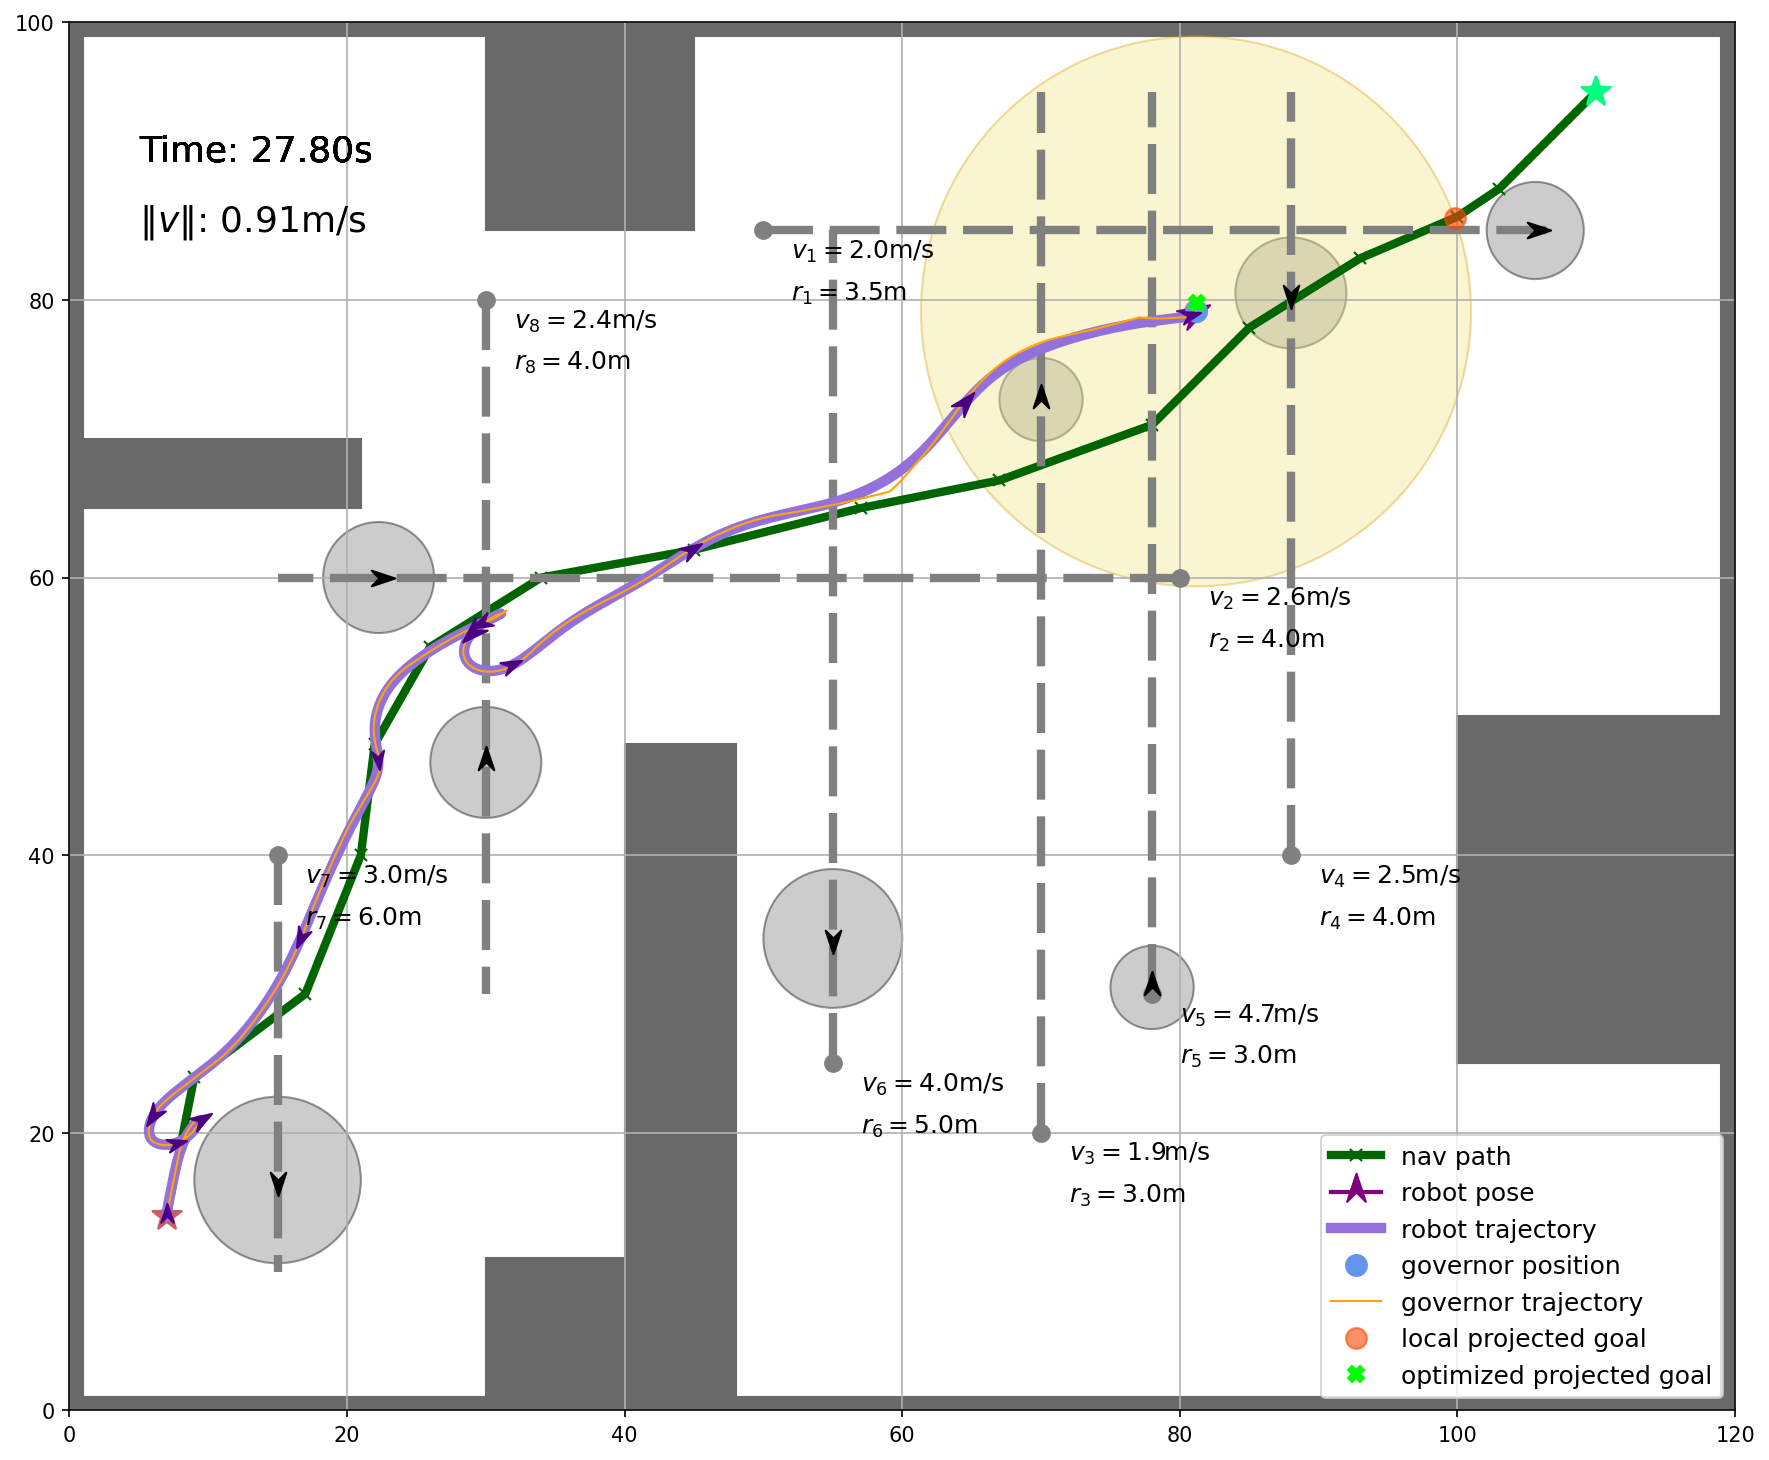 100
80
60
40
20
0
0
20
40
60
80
100
120
Time: 27.80s
‖v‖: 0.91m/s
v₁ = 2.0m/s
r₁ = 3.5m
v₈ = 2.4m/s
r₈ = 4.0m
v₂ = 2.6m/s
r₂ = 4.0m
v₇ = 3.0m/s
r₇ = 6.0m
v₄ = 2.5m/s
r₄ = 4.0m
v₅ = 4.7m/s
r₅ = 3.0m
v₆ = 4.0m/s
r₆ = 5.0m
v₃ = 1.9m/s
r₃ = 3.0m
nav path
robot pose
robot trajectory
governor position
governor trajectory
local projected goal
optimized projected goal